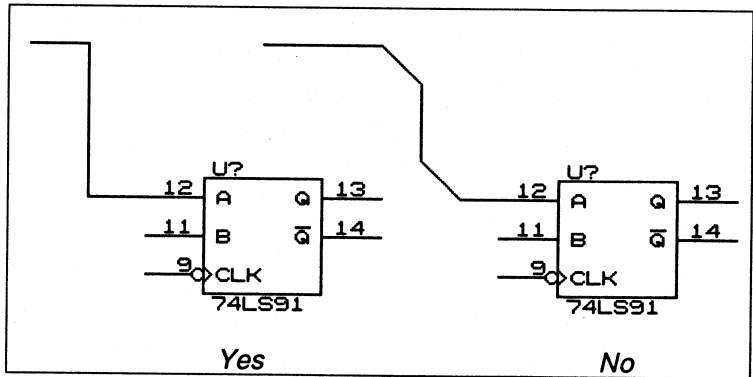 U?
12 A Q 13
11 B Q̅ 14
9 CLK
74LS91
Yes
U?
12 A Q 13
11 B Q̅ 14
9 CLK
74LS91
No